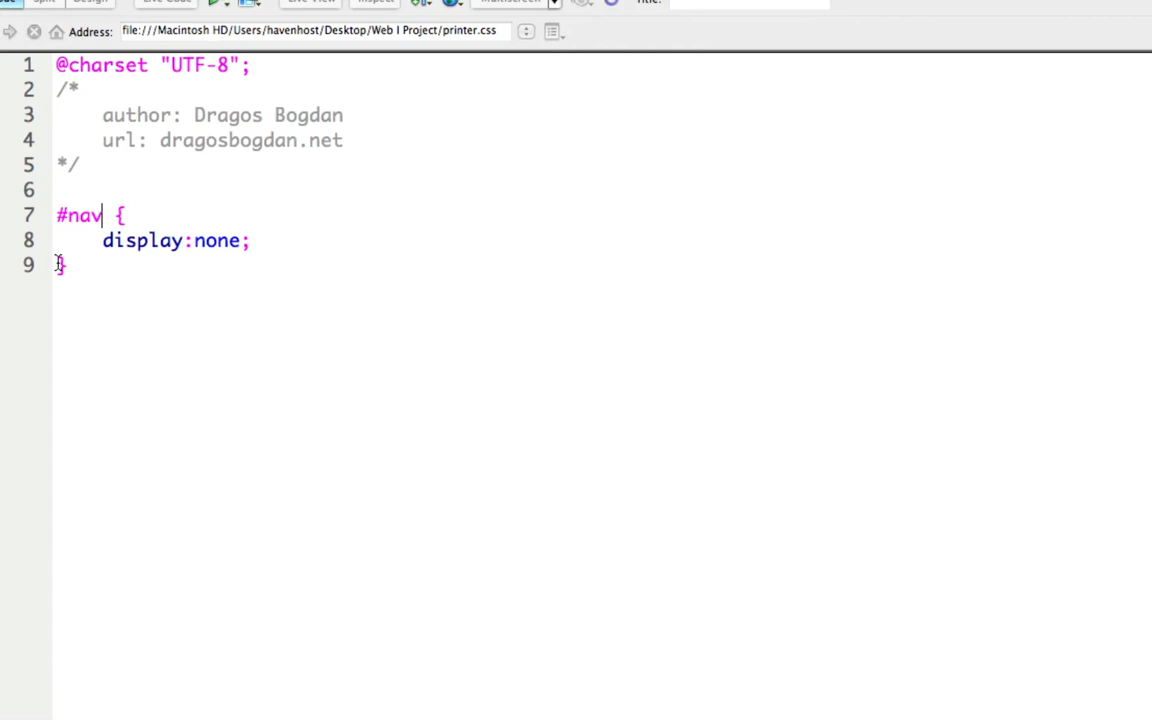 Address: file:///Macintosh HD/Users/havenhost/Desktop/Web I Project/printer.css
1 @charset "UTF-8";
2 /*
3 author: Dragos Bogdan
4 url: dragosbogdan.net
5 */
6
7 #nav {
8 display:none;
9 }